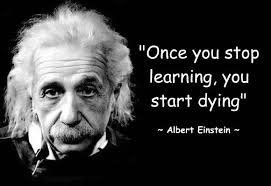 "Once you stop
learning, you
start dying"
~ Albert Einstein ~